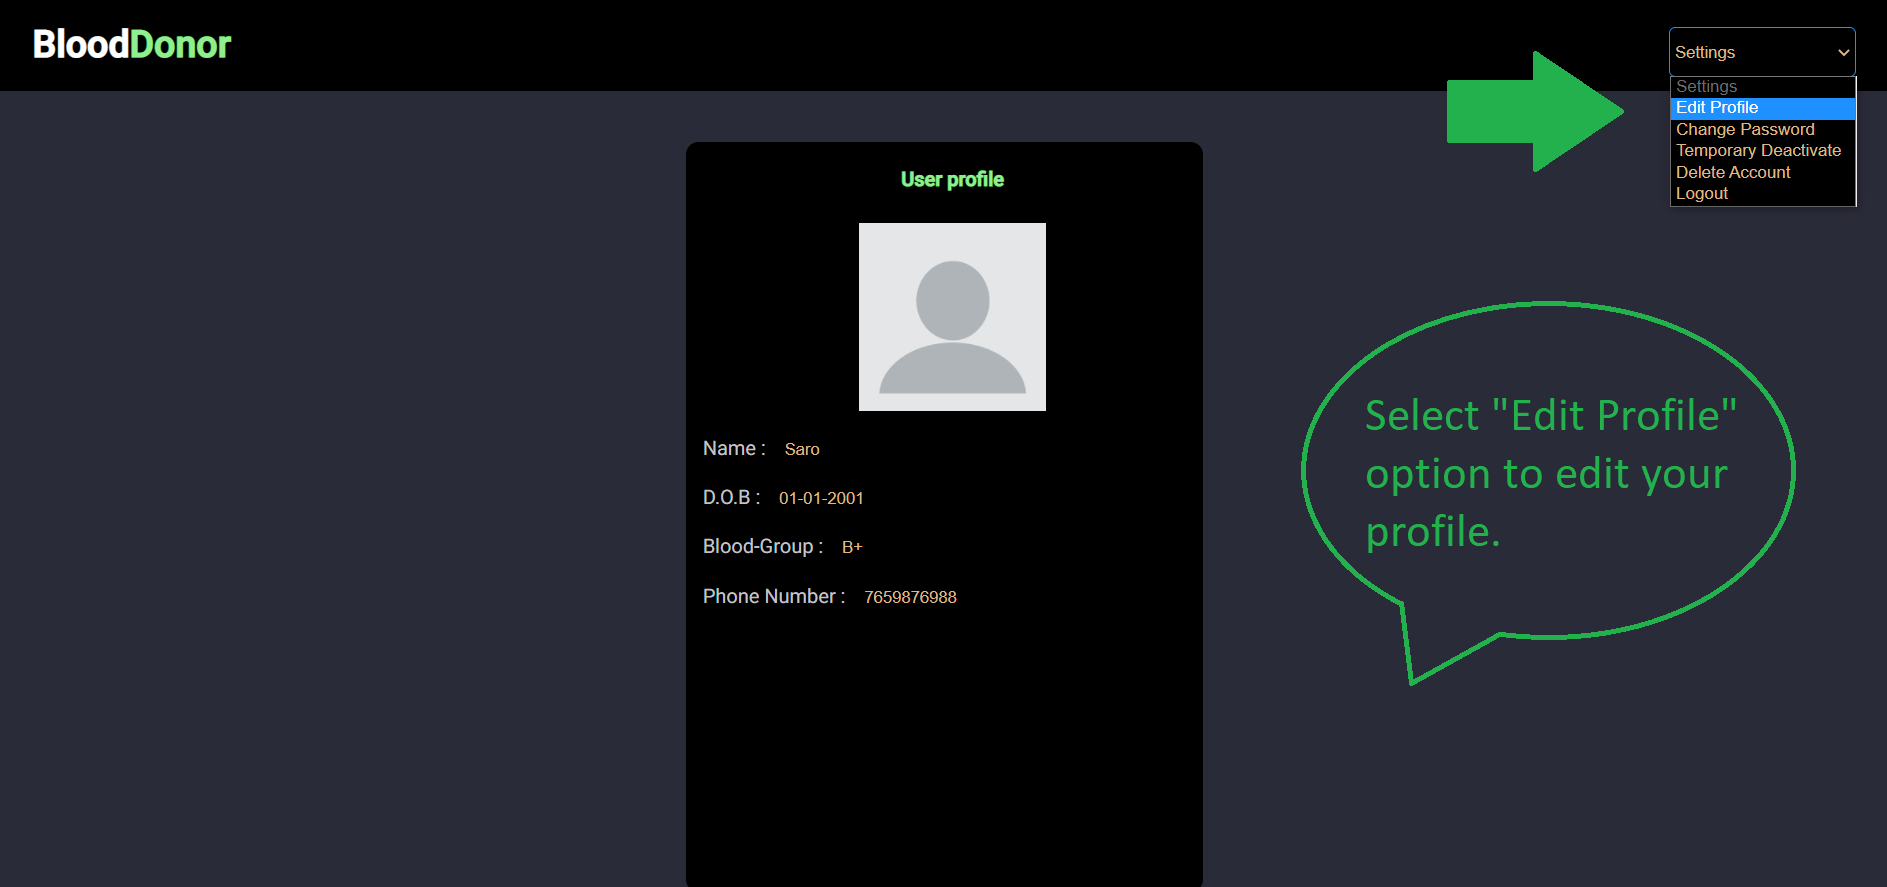 BloodDonor
Settings
Settings
Edit Profile
Change Password
Temporary Deactivate
Delete Account
Logout
User profile
Name : Saro
D.O.B : 01-01-2001
Blood-Group : B+
Phone Number : 7659876988
Select "Edit Profile"
option to edit your
profile.